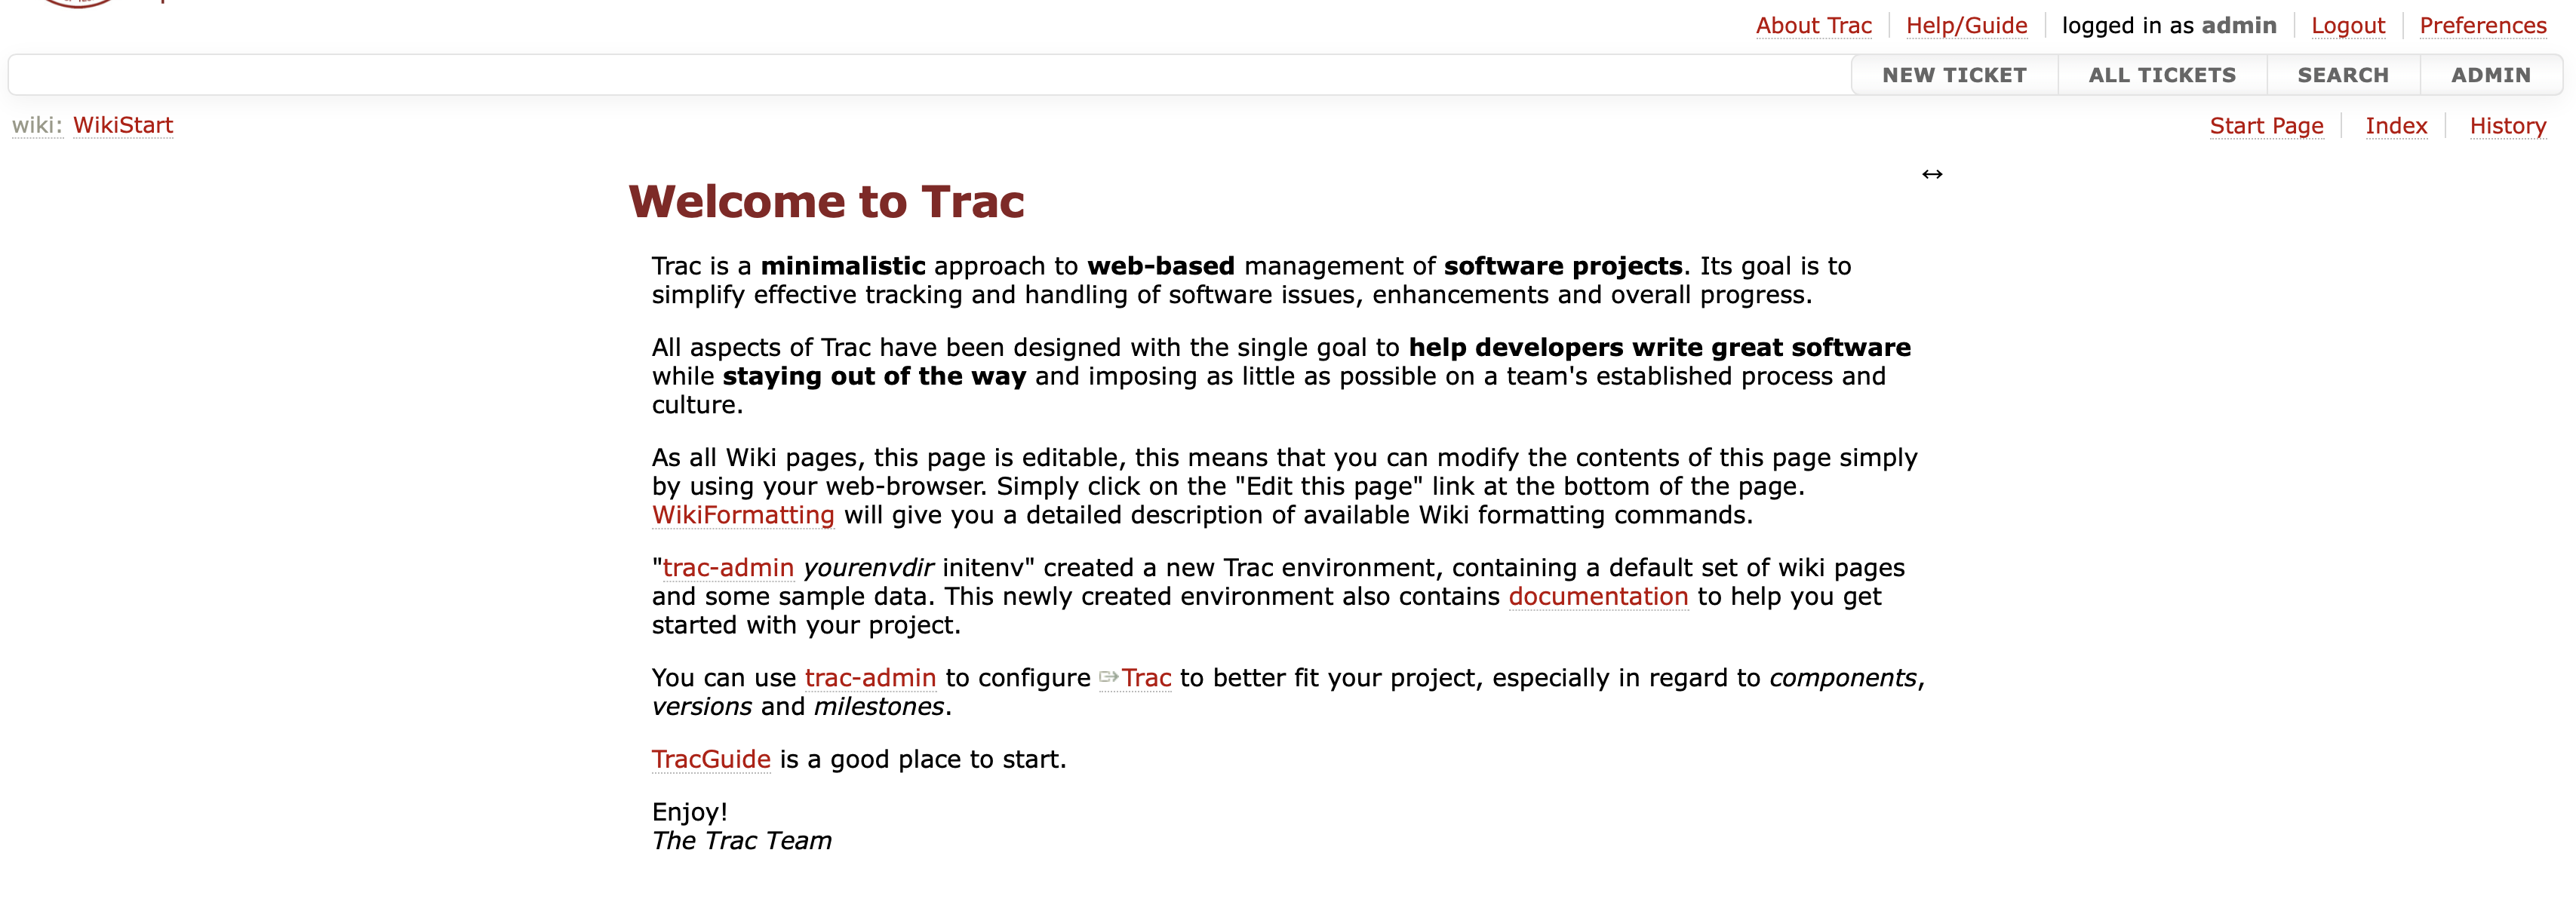 About Trac Help/Guide logged in as admin Logout Preferences
NEW TICKET ALL TICKETS SEARCH ADMIN
wiki: WikiStart Start Page Index History
Welcome to Trac
Trac is a minimalistic approach to web-based management of software projects. Its goal is to
simplify effective tracking and handling of software issues, enhancements and overall progress.
All aspects of Trac have been designed with the single goal to help developers write great software
while staying out of the way and imposing as little as possible on a team's established process and
culture.
As all Wiki pages, this page is editable, this means that you can modify the contents of this page simply
by using your web-browser. Simply click on the "Edit this page" link at the bottom of the page.
WikiFormatting will give you a detailed description of available Wiki formatting commands.
"trac-admin yourenvdir initenv" created a new Trac environment, containing a default set of wiki pages
and some sample data. This newly created environment also contains documentation to help you get
started with your project.
You can use trac-admin to configure Trac to better fit your project, especially in regard to components,
versions and milestones.
TracGuide is a good place to start.
Enjoy!
The Trac Team